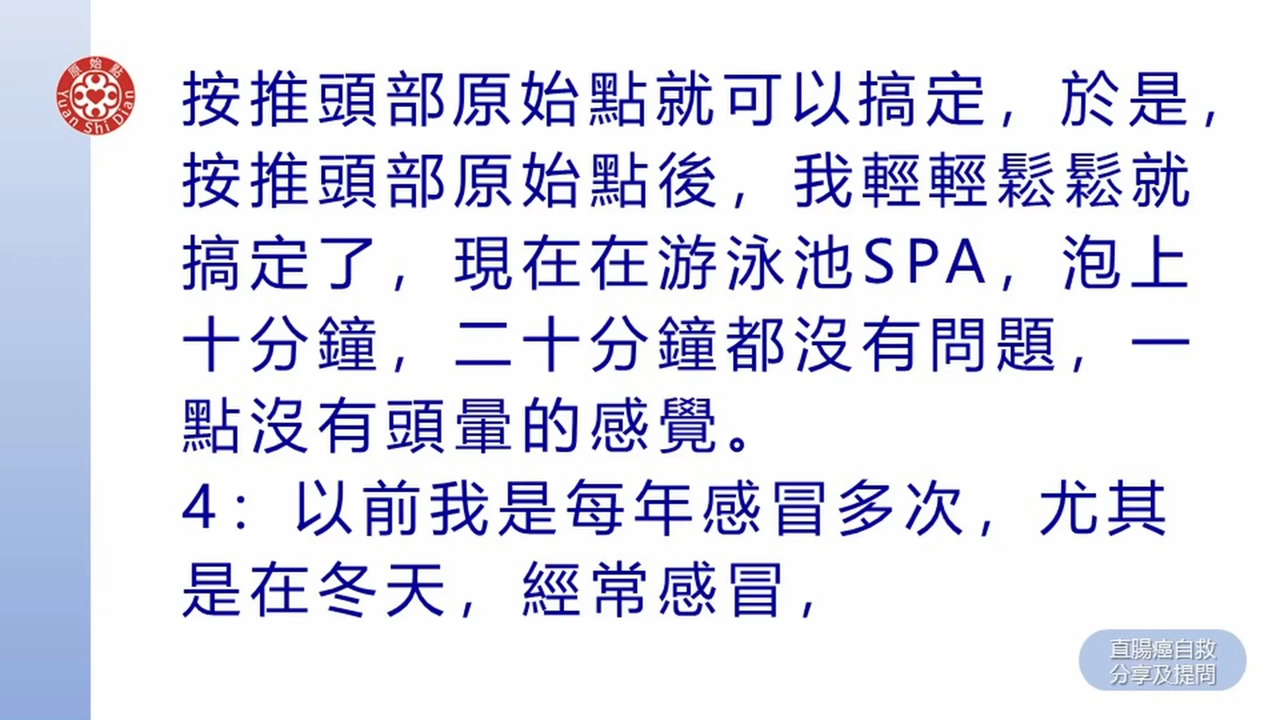 原始點
Yuan Shi Dian
按推頭部原始點就可以搞定，於是，
按推頭部原始點後，我輕輕鬆鬆就
搞定了，現在在游泳池SPA，泡上
十分鐘，二十分鐘都沒有問題，一
點沒有頭暈的感覺。
4：以前我是每年感冒多次，尤其
是在冬天，經常感冒，
直腸癌自救
分享及提問